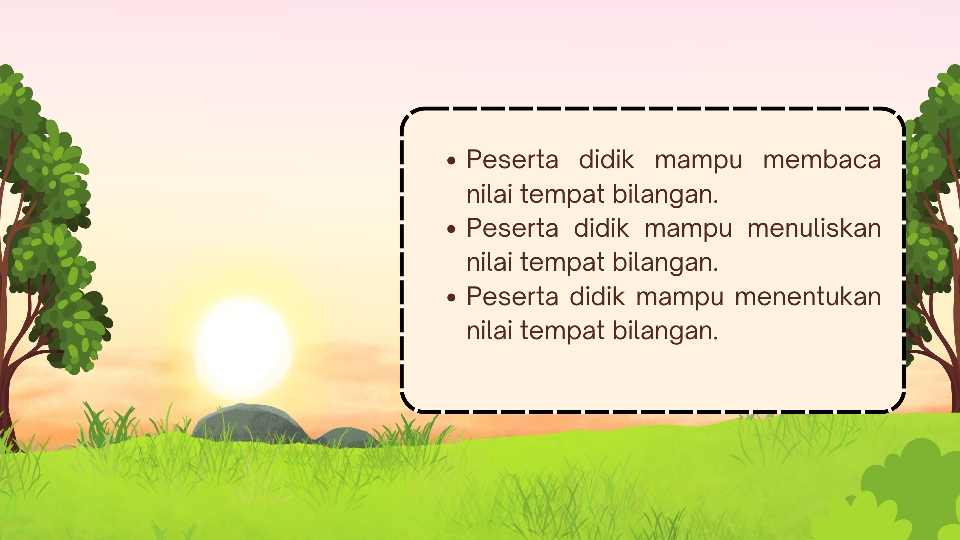 • Peserta didik mampu membaca
nilai tempat bilangan.
• Peserta didik mampu menuliskan
nilai tempat bilangan.
• Peserta didik mampu menentukan
nilai tempat bilangan.